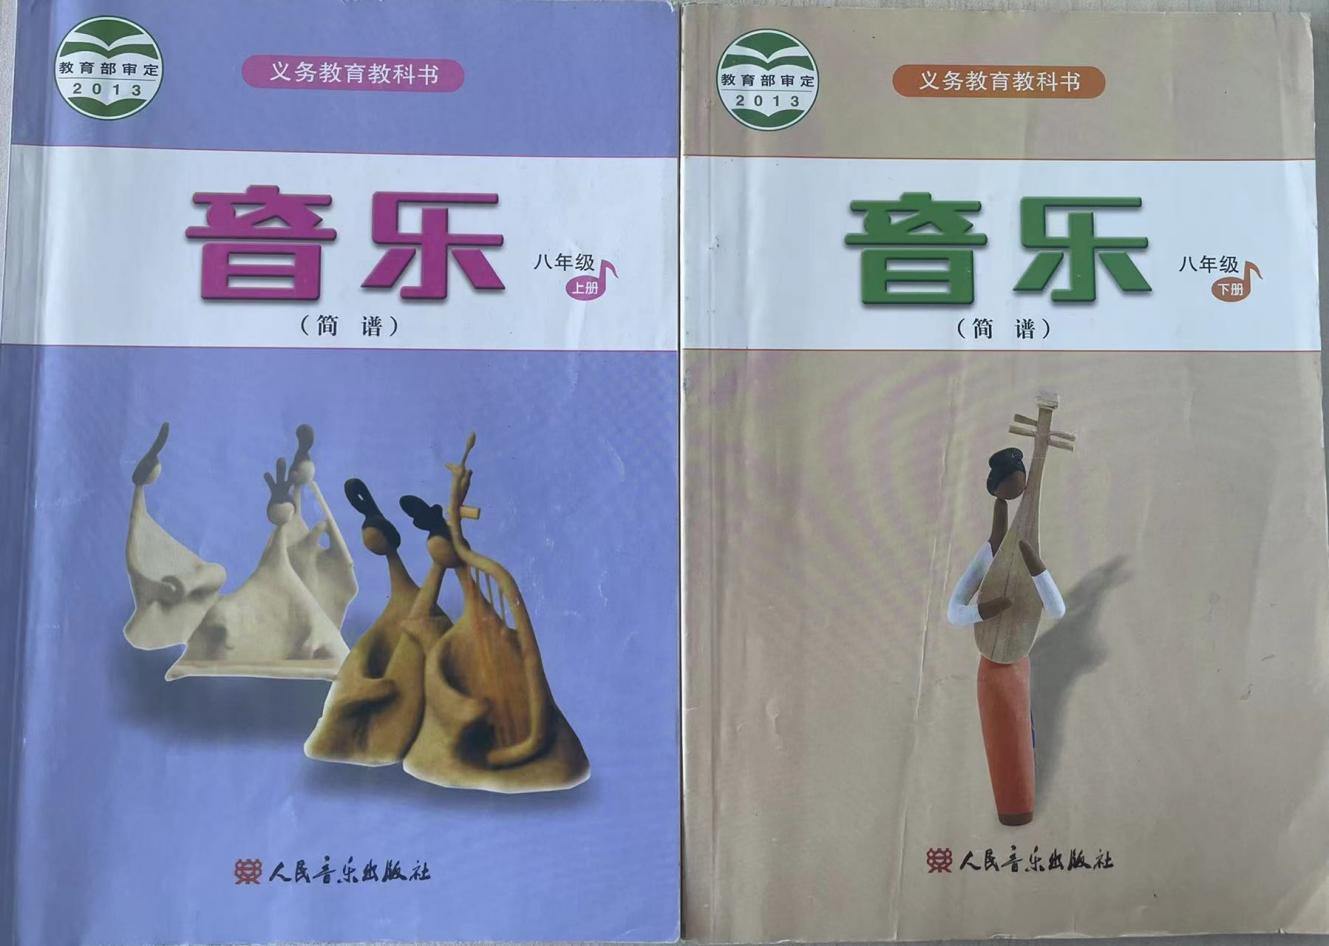 教育部审定
2013
义务教育教科书
音乐
八年级
上册
（简 谱）
人民音乐出版社
教育部审定
2013
义务教育教科书
音乐
八年级
下册
（简 谱）
人民音乐出版社